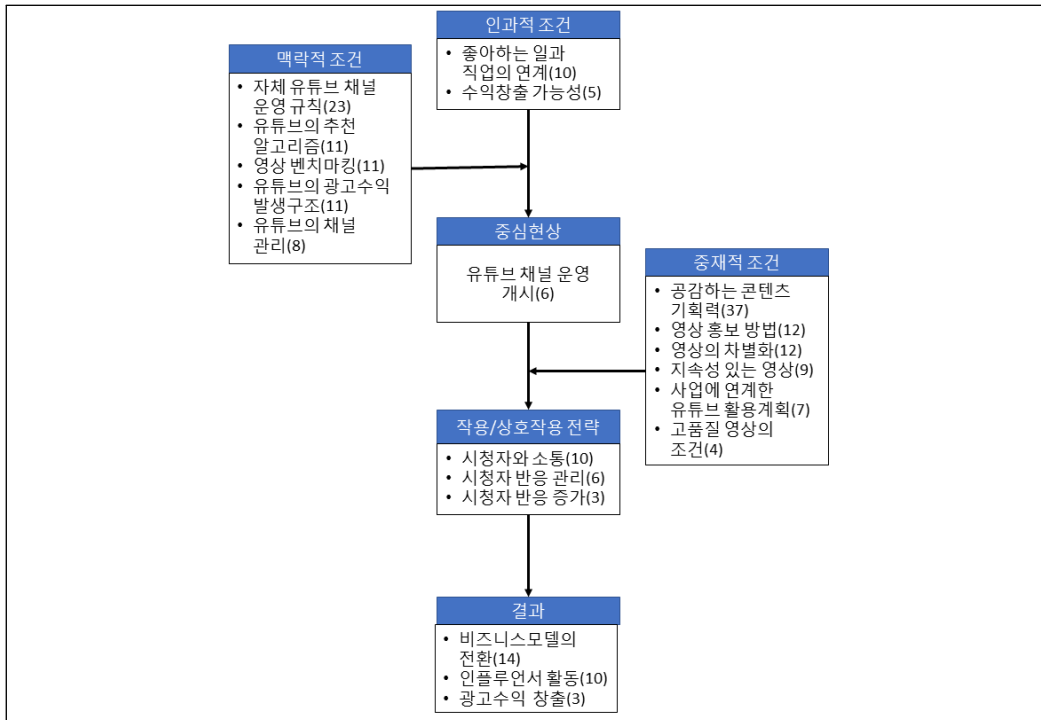 인과적 조건
• 좋아하는 일과
직업의 연계(10)
• 수익창출 가능성(5)
맥락적 조건
• 자체 유튜브 채널
운영 규칙(23)
• 유튜브의 추천
알고리즘(11)
• 영상 벤치마킹(11)
• 유튜브의 광고수익
발생구조(11)
• 유튜브의 채널
관리(8)
중심현상
유튜브 채널 운영
개시(6)
중재적 조건
• 공감하는 콘텐츠
기획력(37)
• 영상 홍보 방법(12)
• 영상의 차별화(12)
• 지속성 있는 영상(9)
• 사업에 연계한
유튜브 활용계획(7)
• 고품질 영상의
조건(4)
작용/상호작용 전략
• 시청자와 소통(10)
• 시청자 반응 관리(6)
• 시청자 반응 증가(3)
결과
• 비즈니스모델의
전환(14)
• 인플루언서 활동(10)
• 광고수익 창출(3)